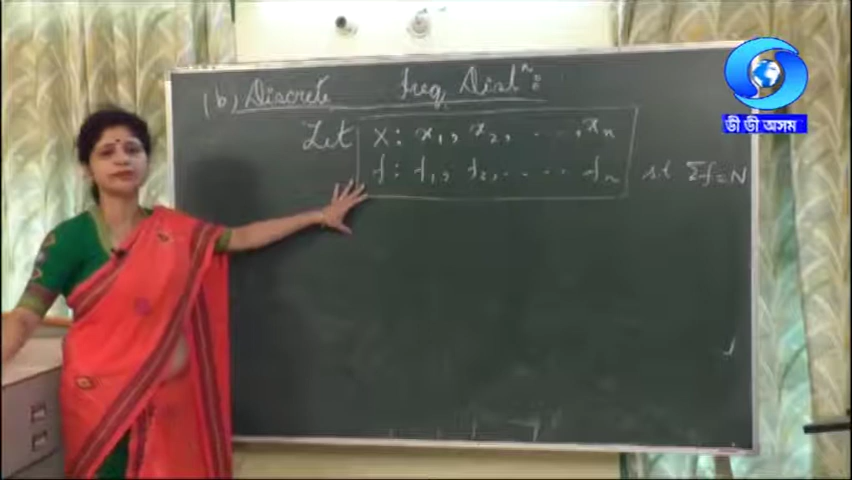 (b) Discrete freq Distⁿ:
Let X: x₁, x₂, ....., xₙ
f: f₁, f₂, ..... fₙ s.t Σf=N
ডী ডী অসম